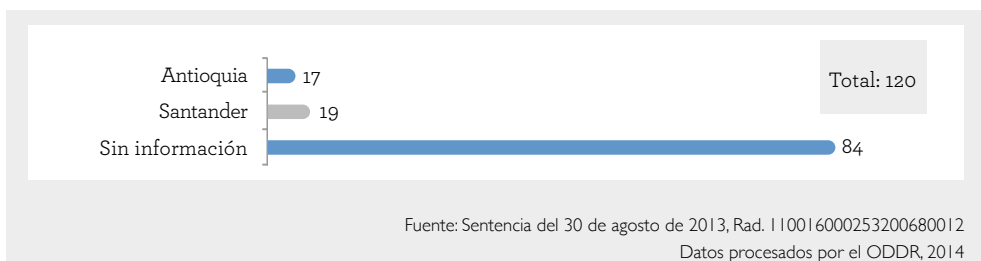 Antioquia 17
Total: 120
Santander 19
Sin información 84
Fuente: Sentencia del 30 de agosto de 2013, Rad. 110016000253200680012
Datos procesados por el ODDR, 2014